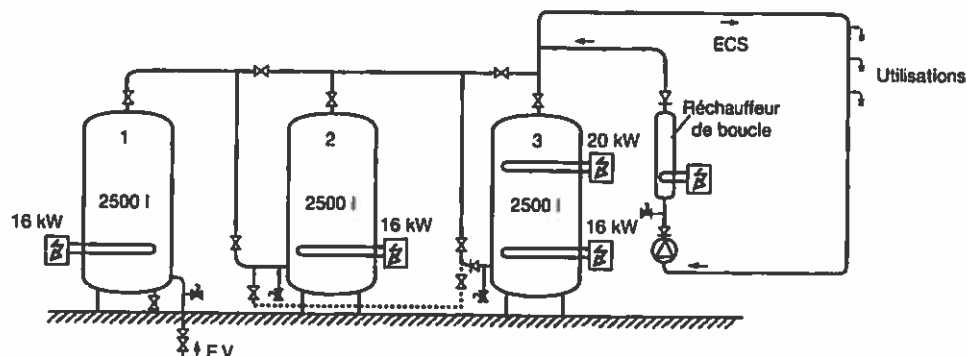 ECS
Utilisations
Réchauffeur
de boucle
1
2
3
20 kW
2500 l
2500 l
2500 l
16 kW
16 kW
16 kW
E.V.